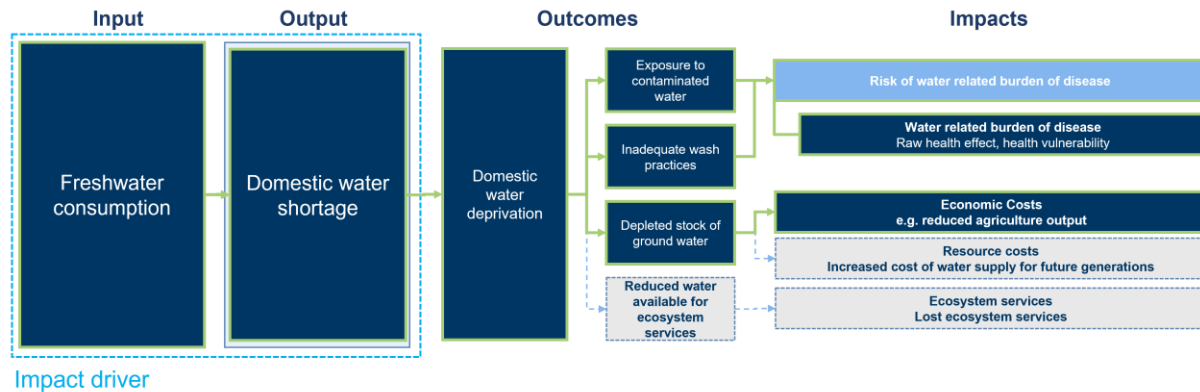 Input
Output
Outcomes
Impacts
Freshwater
consumption
Domestic water
shortage
Domestic
water
deprivation
Exposure to
contaminated
water
Inadequate wash
practices
Depleted stock of
ground water
Reduced water
available for
ecosystem
services
Risk of water related burden of disease
Water related burden of disease
Raw health effect, health vulnerability
Economic Costs
e.g. reduced agriculture output
Resource costs
Increased cost of water supply for future generations
Ecosystem services
Lost ecosystem services
Impact driver